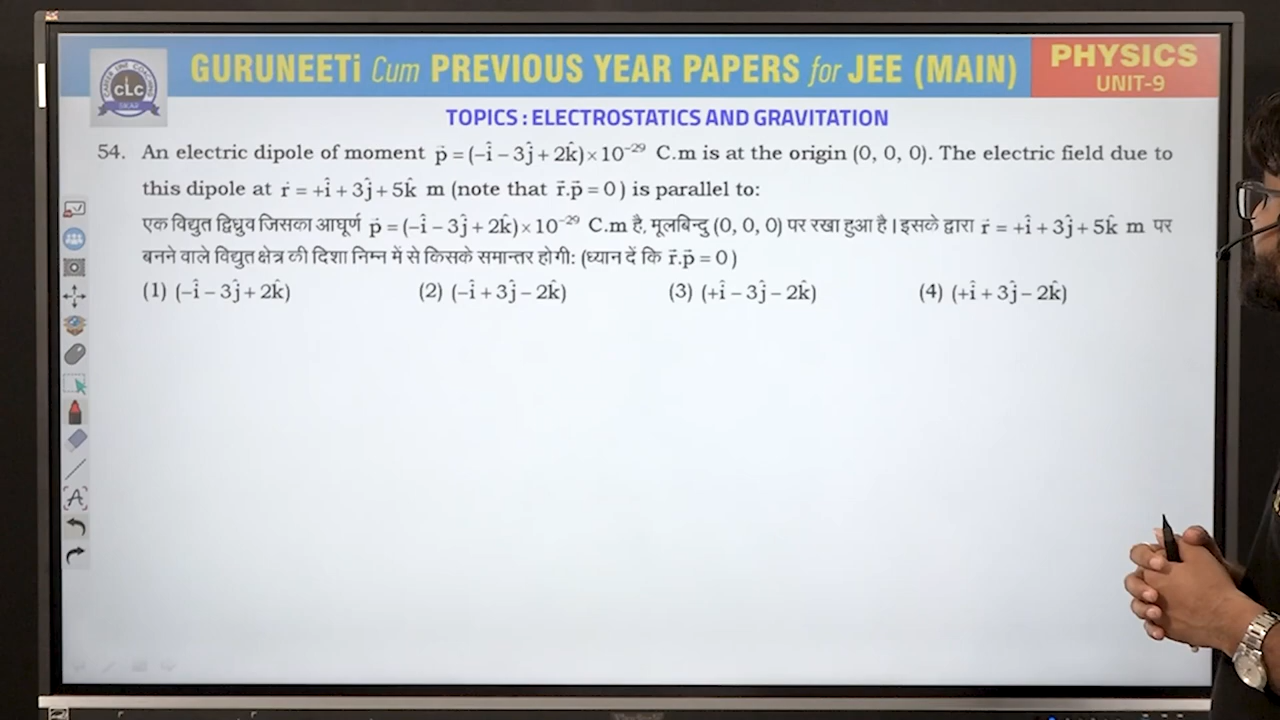 GURUNEETi Cum PREVIOUS YEAR PAPERS for JEE (MAIN)
PHYSICS
UNIT-9
CLC
SIKAR
TOPICS : ELECTROSTATICS AND GRAVITATION
54. An electric dipole of moment p⃗ = (−î − 3ĵ + 2k̂) × 10⁻²⁹ C.m is at the origin (0, 0, 0). The electric field due to
this dipole at r⃗ = +î + 3ĵ + 5k̂ m (note that r⃗.p⃗ = 0) is parallel to:
एक विद्युत द्विध्रुव जिसका आघूर्ण p⃗ = (−î − 3ĵ + 2k̂) × 10⁻²⁹ C.m है, मूलबिन्दु (0, 0, 0) पर रखा हुआ है। इसके द्वारा r⃗ = +î + 3ĵ + 5k̂ m पर
बनने वाले विद्युत क्षेत्र की दिशा निम्न में से किसके समान्तर होगी: (ध्यान दें कि r⃗.p⃗ = 0)
(1) (−î − 3ĵ + 2k̂) (2) (−î + 3ĵ − 2k̂) (3) (+î − 3ĵ − 2k̂) (4) (+î + 3ĵ − 2k̂)